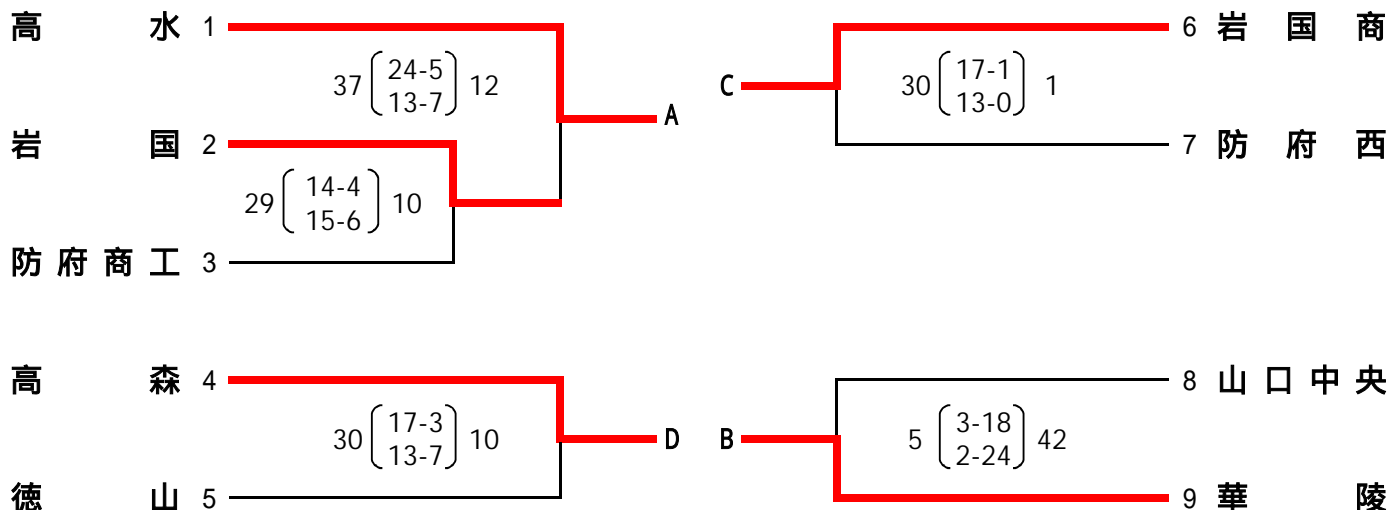 高水 1
37 24-5 12
13-7
A
岩国 2
29 14-4 10
15-6
防府商工 3
高森 4
30 17-3 10
13-7
D
徳山 5
6 岩国商
C
30 17-1 1
13-0
7 防府西
8 山口中央
B
5 3-18 42
2-24
9 華陵